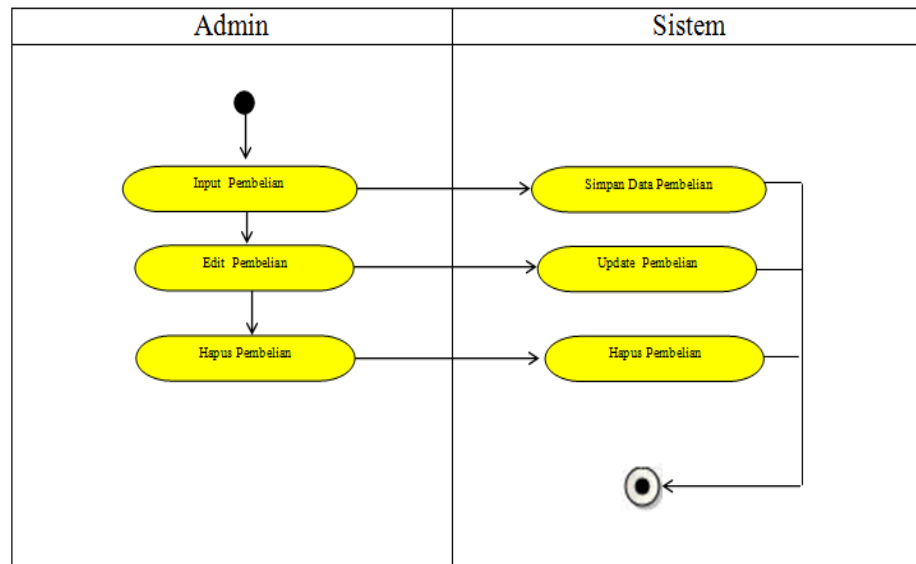 Admin
Sistem
Input Pembelian
Simpan Data Pembelian
Edit Pembelian
Update Pembelian
Hapus Pembelian
Hapus Pembelian